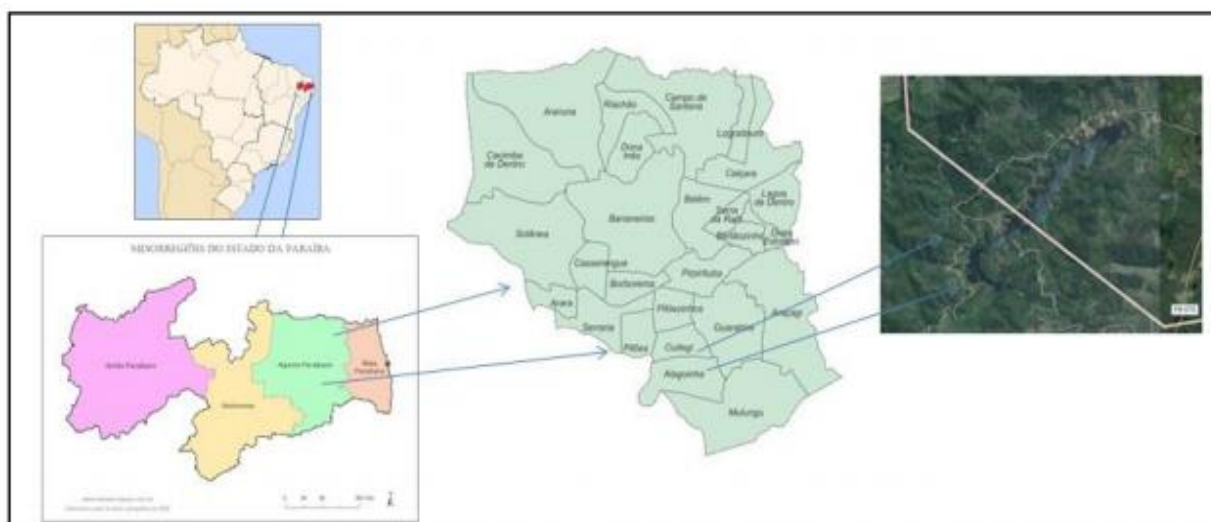 MESORREGIÕES DO ESTADO DA PARAÍBA
Sertão Paraibano
Borborema
Agreste Paraibano
Mata
Paraibana
Araruna
Riachão
Campo de
Santana
Cacimba de Dentro
Dona
Inês
Logradouro
Caiçara
Bananeiras
Belém
Lagoa
de Dentro
Serra
da Raiz
Duas
Estradas
Solânea
Casserengue
Borborema
Pirpirituba
Arara
Serraria
Pilões
Pilõezinhos
Cuitegi
Guarabira
Araçagi
Alagoinha
Mulungu